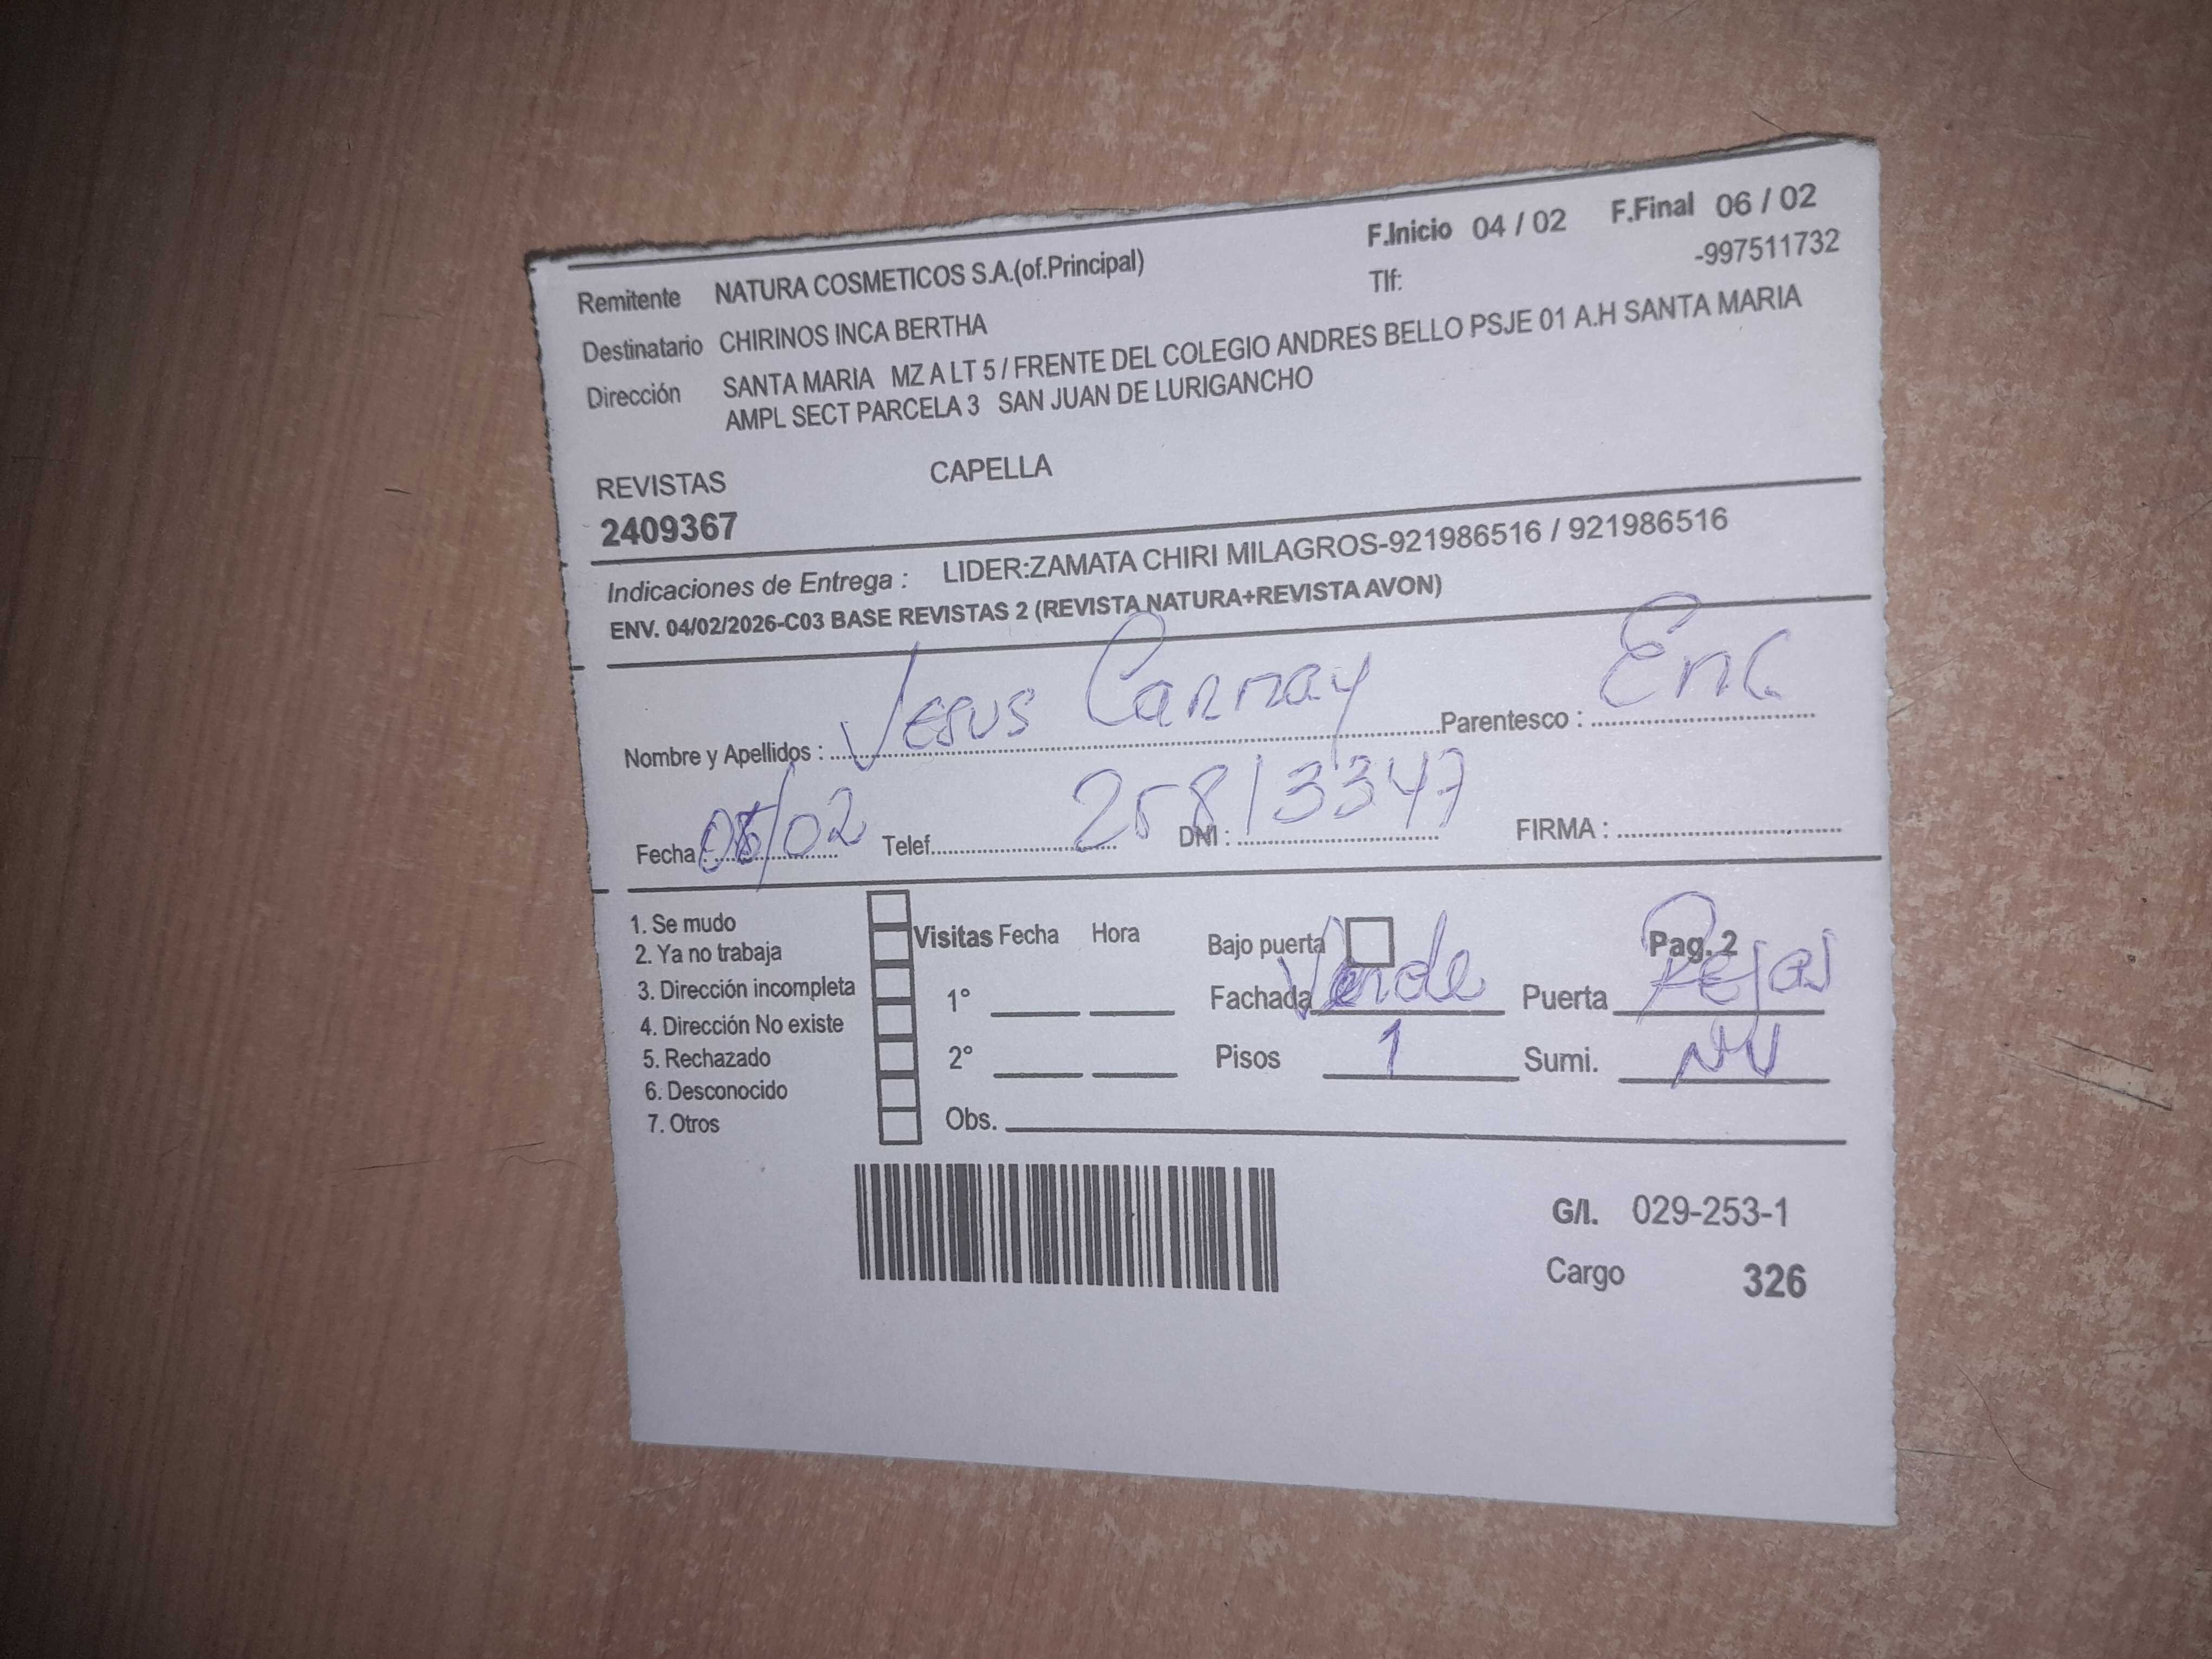 F.Inicio 04 / 02 F.Final 06 / 02
Remitente NATURA COSMETICOS S.A.(of.Principal) Tlf: -997511732
Destinatario CHIRINOS INCA BERTHA
Dirección SANTA MARIA MZ A LT 5 / FRENTE DEL COLEGIO ANDRES BELLO PSJE 01 A.H SANTA MARIA
AMPL SECT PARCELA 3 SAN JUAN DE LURIGANCHO
REVISTAS CAPELLA
2409367
Indicaciones de Entrega : LIDER:ZAMATA CHIRI MILAGROS-921986516 / 921986516
ENV. 04/02/2026-C03 BASE REVISTAS 2 (REVISTA NATURA+REVISTA AVON)
Nombre y Apellidos : Jesus Parentesco : Enc
Fecha : /02 Telef. DNI : 25813347 FIRMA :
1. Se mudo
2. Ya no trabaja
3. Dirección incompleta
4. Dirección No existe
5. Rechazado
6. Desconocido
7. Otros
Visitas Fecha Hora Bajo puerta Pag. 2
1° Fachada Verde Puerta Rejas
2° Pisos 1 Sumi. NV
Obs.
G/I. 029-253-1
Cargo 326